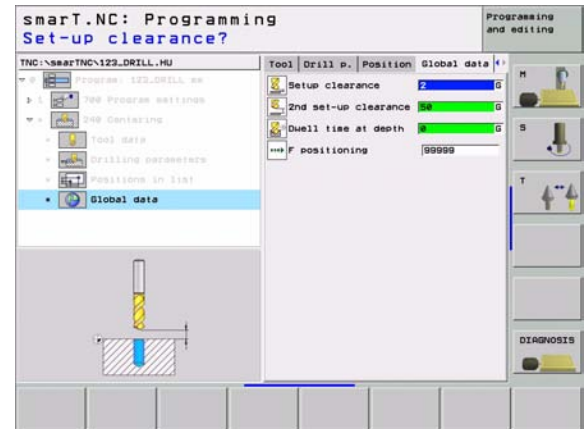 smarT.NC: Programming
Programming and editing
Set-up clearance?
TNC:\smarTNC\123_DRILL.HU
0 Program: 123_DRILL mm
1 700 Program settings
240 Centering
Tool data
Drilling parameters
Positions in list
Global data
Tool Drill p. Position Global data
Setup clearance 2 G
2nd set-up clearance 50 G
Dwell time at depth 0 G
F positioning 99999
M
S
T
DIAGNOSIS